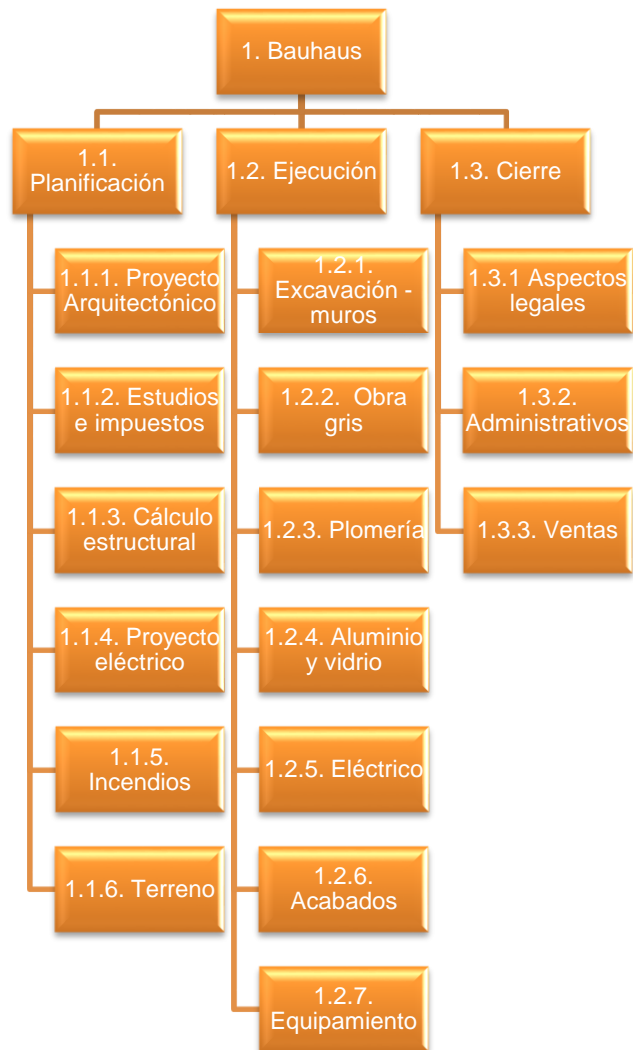 1. Bauhaus
1.1.
Planificación
1.2. Ejecución
1.3. Cierre
1.1.1. Proyecto
Arquitectónico
1.1.2. Estudios
e impuestos
1.1.3. Cálculo
estructural
1.1.4. Proyecto
eléctrico
1.1.5.
Incendios
1.1.6. Terreno
1.2.1.
Excavación -
muros
1.2.2.  Obra
gris
1.2.3. Plomería
1.2.4. Aluminio
y vidrio
1.2.5. Eléctrico
1.2.6.
Acabados
1.2.7.
Equipamiento
1.3.1 Aspectos
legales
1.3.2.
Administrativos
1.3.3. Ventas